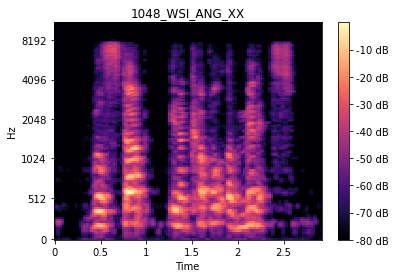 1048_WSI_ANG_XX
8192
4096
2048
1024
512
0
Hz
0
0.5
1
1.5
2
2.5
Time
-10 dB
-20 dB
-30 dB
-40 dB
-50 dB
-60 dB
-70 dB
-80 dB